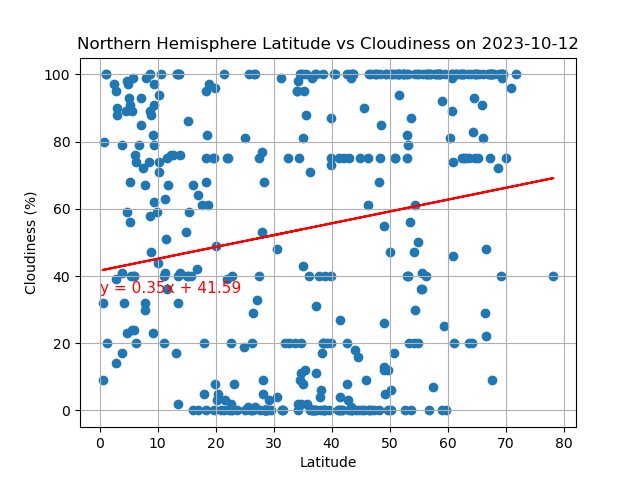 Northern Hemisphere Latitude vs Cloudiness on 2023-10-12
100
80
60
40
20
0
Cloudiness (%)
y = 0.35x + 41.59
0 10 20 30 40 50 60 70 80
Latitude